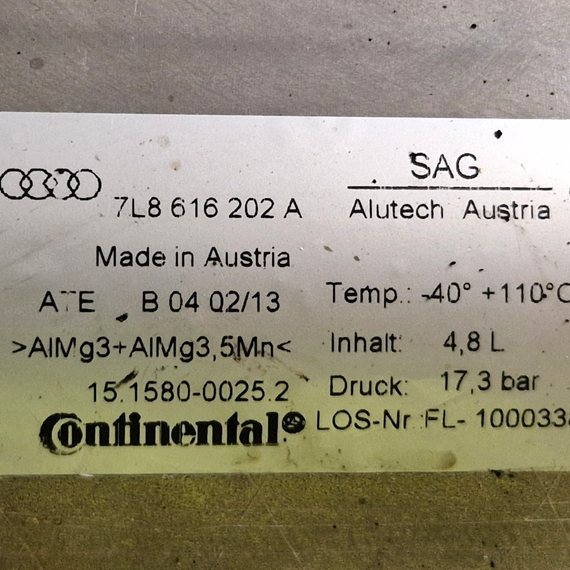 SAG
7L8 616 202 A
Alutech Austria
Made in Austria
ATE B 04 02/13
Temp.: -40° +110°C
>AlMg3+AlMg3,5Mn<
Inhalt: 4,8 L
15.1580-0025.2
Druck: 17,3 bar
Continental
LOS-Nr.:FL- 100033